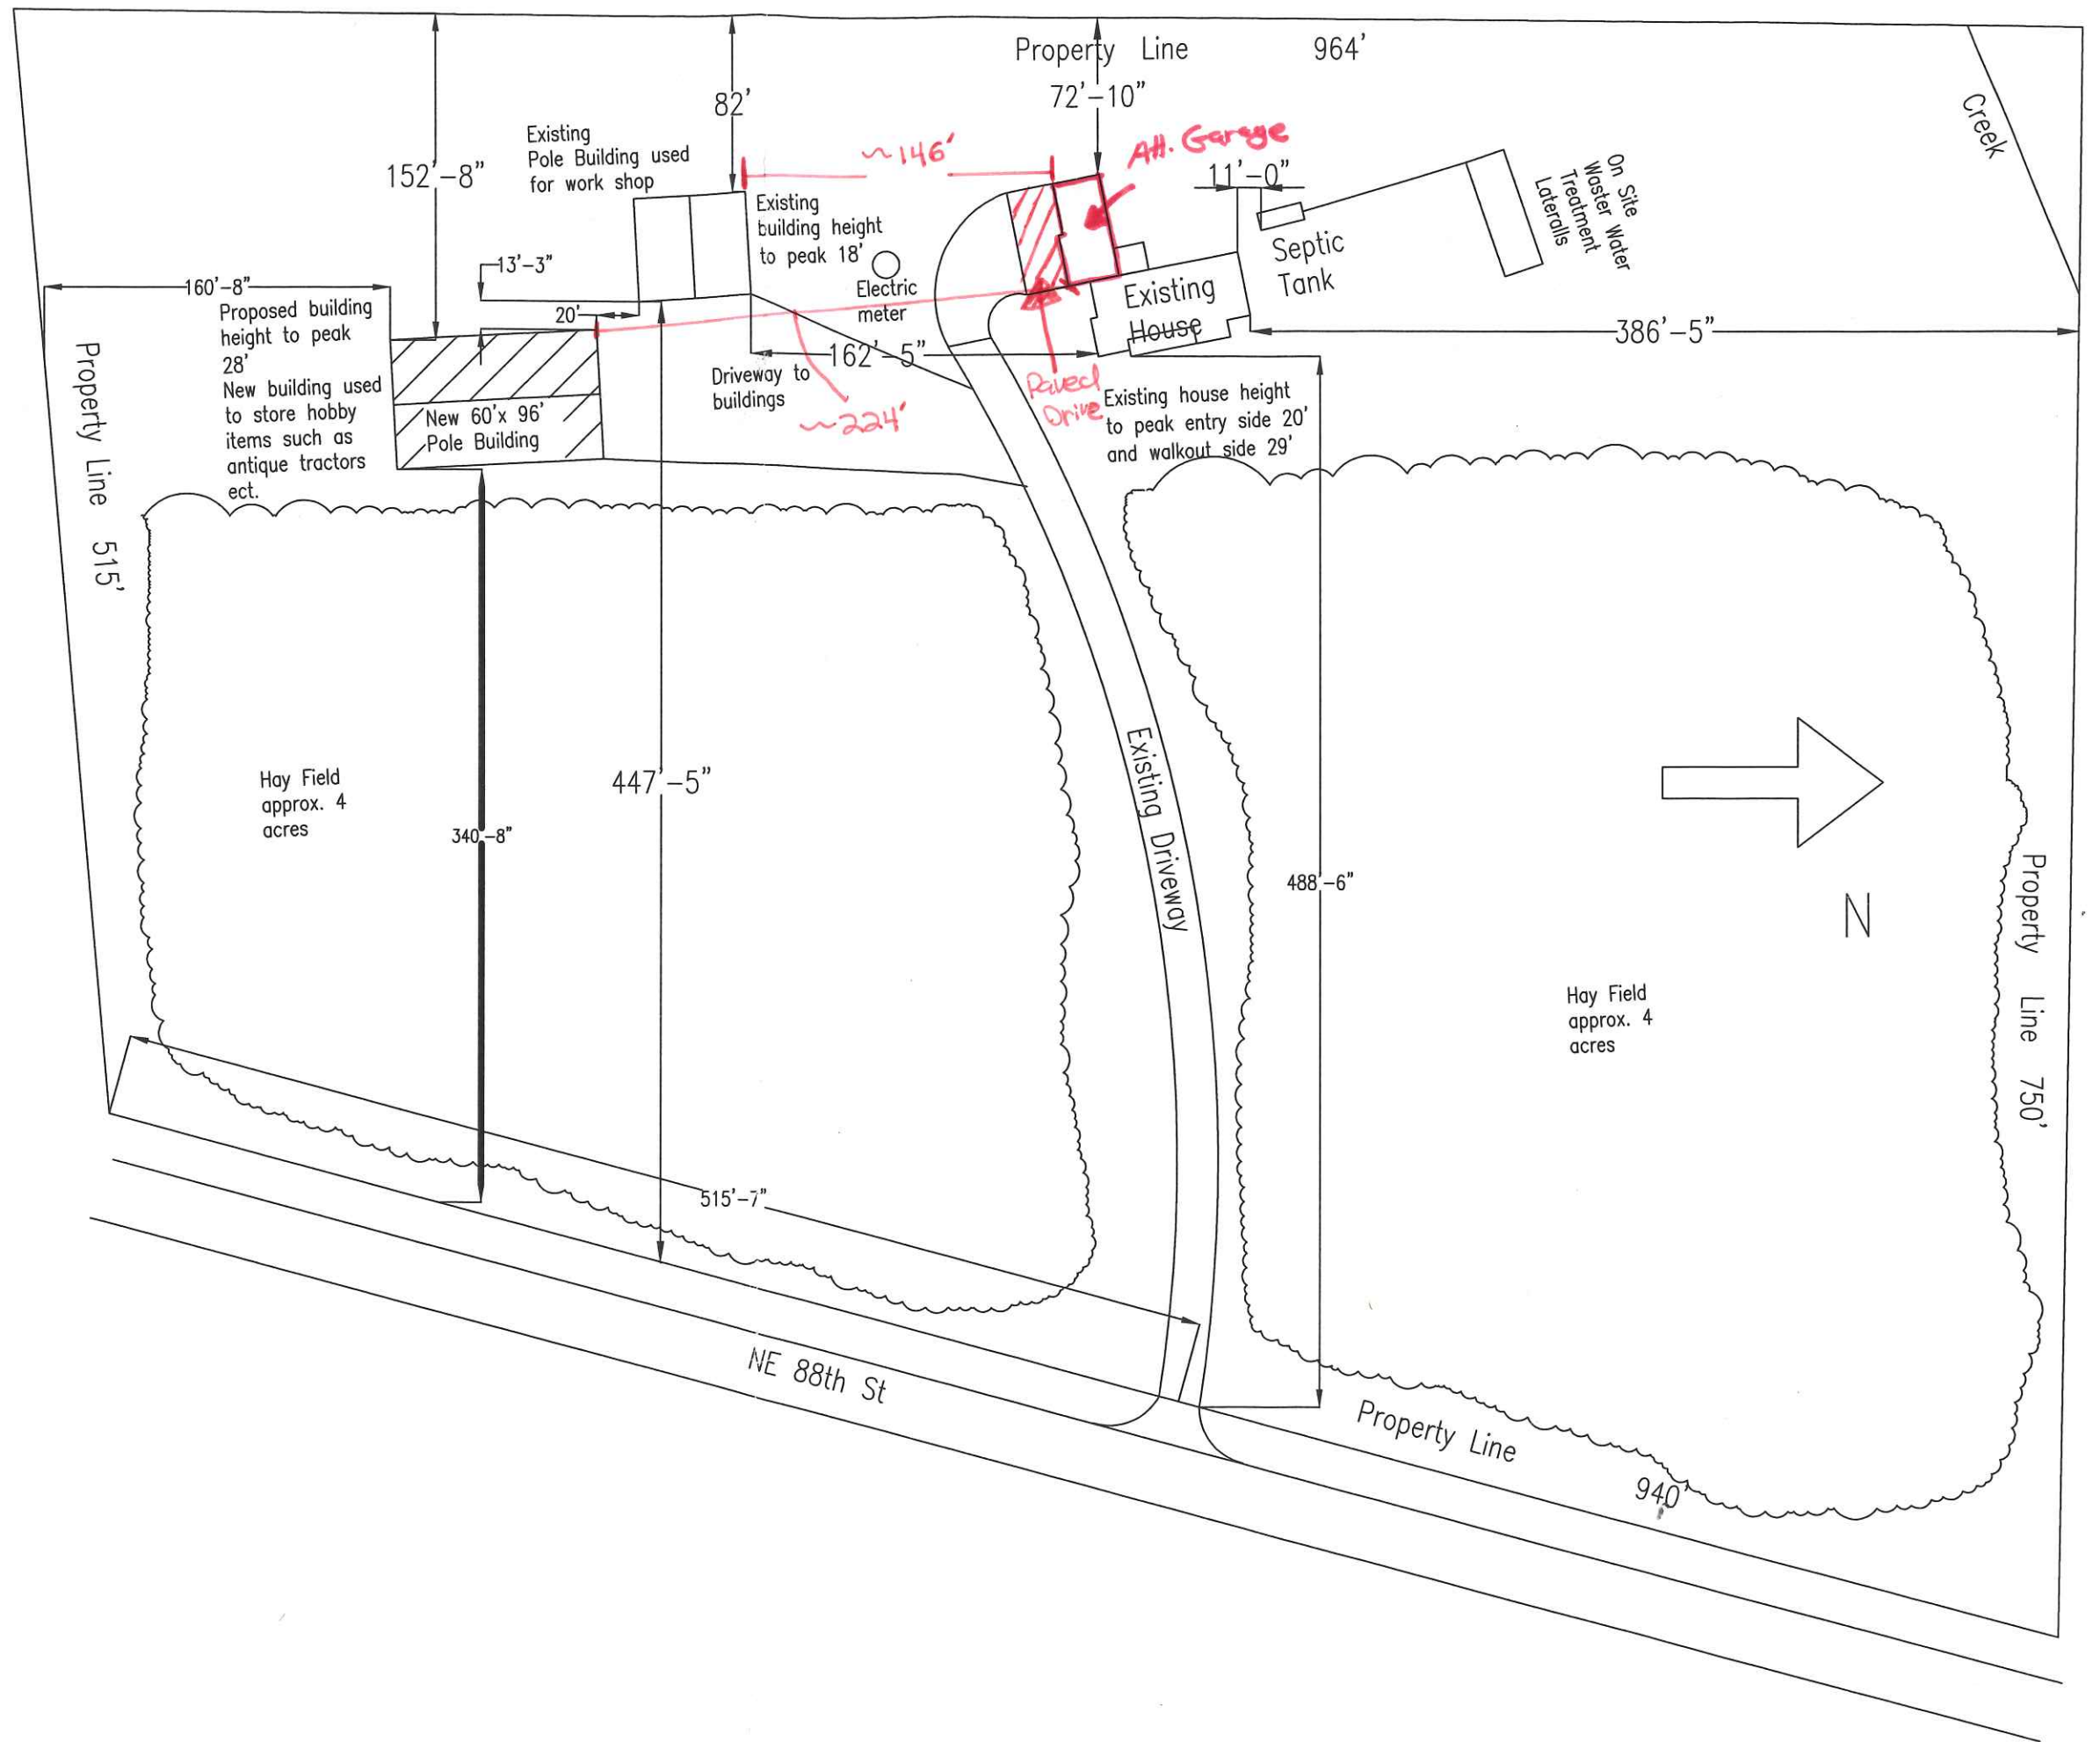 Property Line 964'
82'
72'-10"
Creek
Existing
Pole Building used
for work shop
152'-8"
~146'
Att. Garage
11'-0"
On Site
Waster Water
Treatment
Lateralls
Existing
building height
to peak 18'
Septic
Tank
13'-3"
160'-8"
20'
Electric
meter
Existing
House
386'-5"
Proposed building
height to peak
28'
New building used
to store hobby
items such as
antique tractors
ect.
162'-5"
Driveway to
buildings
~224'
Paved
Drive
Existing house height
to peak entry side 20'
and walkout side 29'
New 60'x 96'
Pole Building
Property Line 515'
Hay Field
approx. 4
acres
447'-5"
340'-8"
Existing Driveway
488'-6"
N
Property Line 750'
Hay Field
approx. 4
acres
515'-7"
NE 88th St
Property Line
940'